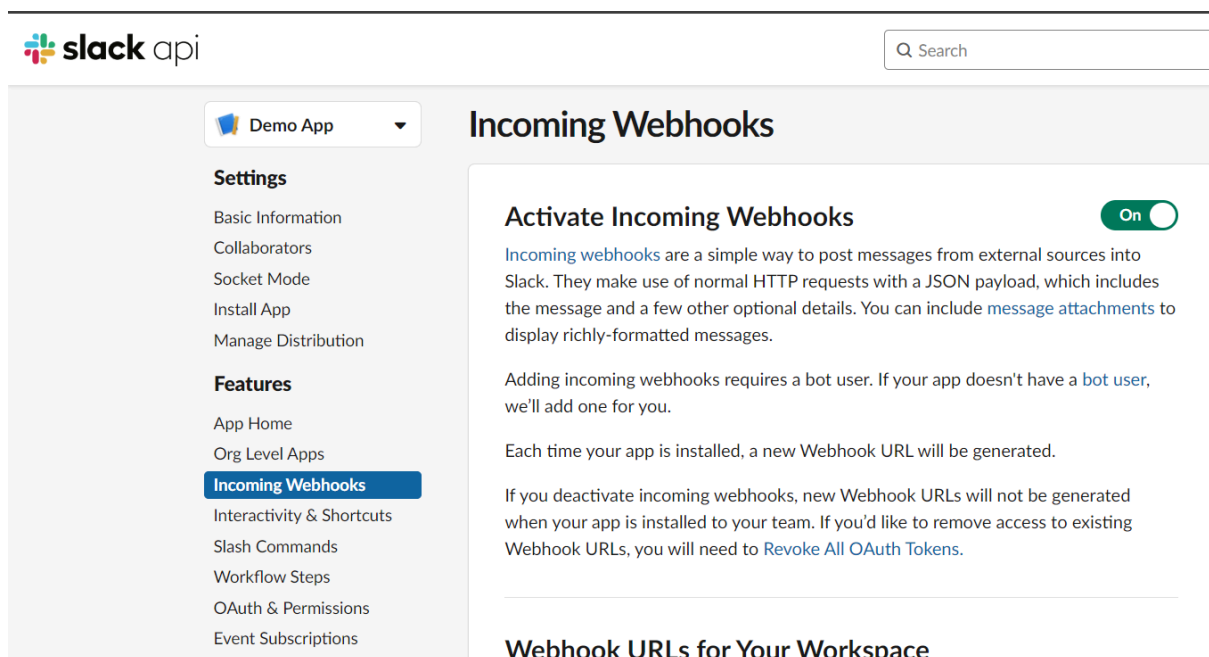 slack api
Search
Demo App
Incoming Webhooks
Settings
Basic Information
Collaborators
Socket Mode
Install App
Manage Distribution
Features
App Home
Org Level Apps
Incoming Webhooks
Interactivity & Shortcuts
Slash Commands
Workflow Steps
OAuth & Permissions
Event Subscriptions
Activate Incoming Webhooks
On
Incoming webhooks are a simple way to post messages from external sources into
Slack. They make use of normal HTTP requests with a JSON payload, which includes
the message and a few other optional details. You can include message attachments to
display richly-formatted messages.
Adding incoming webhooks requires a bot user. If your app doesn't have a bot user,
we’ll add one for you.
Each time your app is installed, a new Webhook URL will be generated.
If you deactivate incoming webhooks, new Webhook URLs will not be generated
when your app is installed to your team. If you’d like to remove access to existing
Webhook URLs, you will need to Revoke All OAuth Tokens.
Webhook URLs for Your Workspace